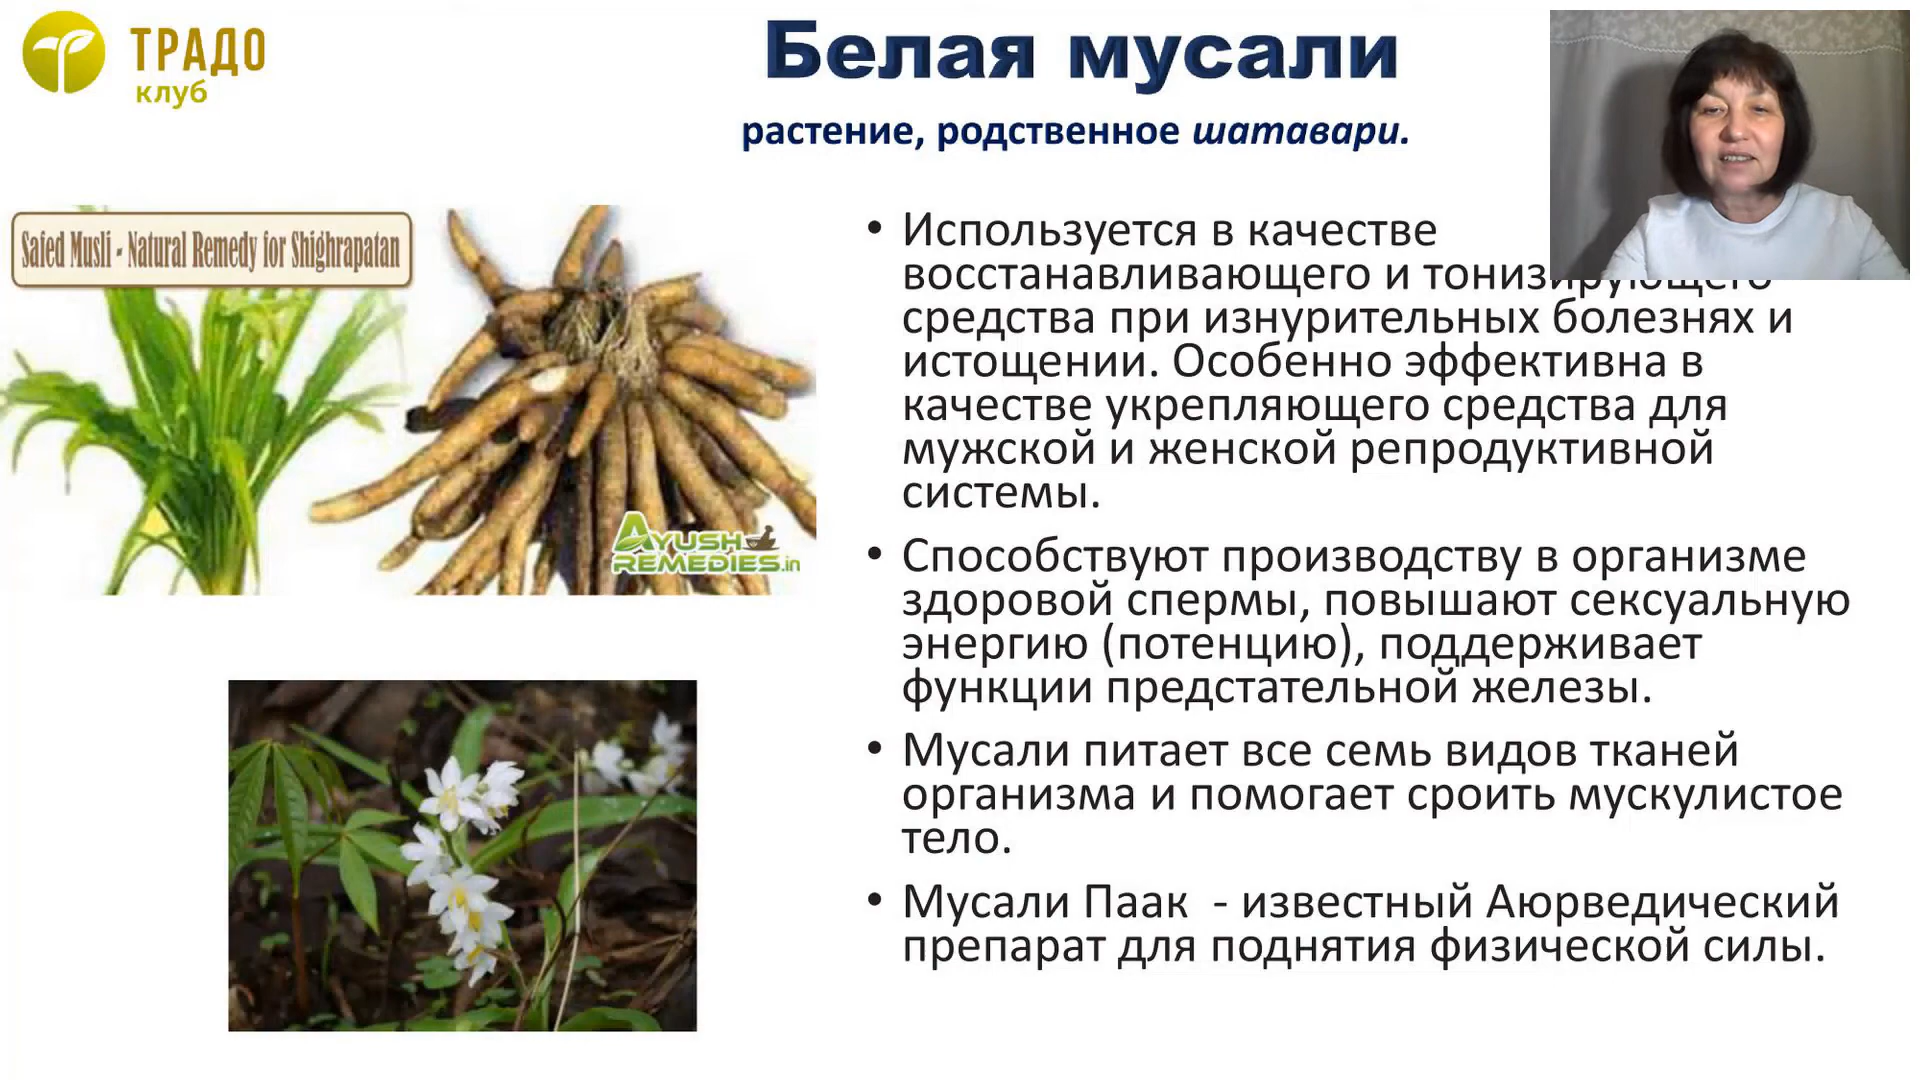 ТРАДО
клуб
Белая мусали
растение, родственное шатавари.
Safed Musli - Natural Remedy for Shighrapatan
AYUSH
REMEDIES.in
• Используется в качестве
восстанавливающего и тонизирующего
средства при изнурительных болезнях и
истощении. Особенно эффективна в
качестве укрепляющего средства для
мужской и женской репродуктивной
системы.
• Способствуют производству в организме
здоровой спермы, повышают сексуальную
энергию (потенцию), поддерживает
функции предстательной железы.
• Мусали питает все семь видов тканей
организма и помогает сроить мускулистое
тело.
• Мусали Паак - известный Аюрведический
препарат для поднятия физической силы.